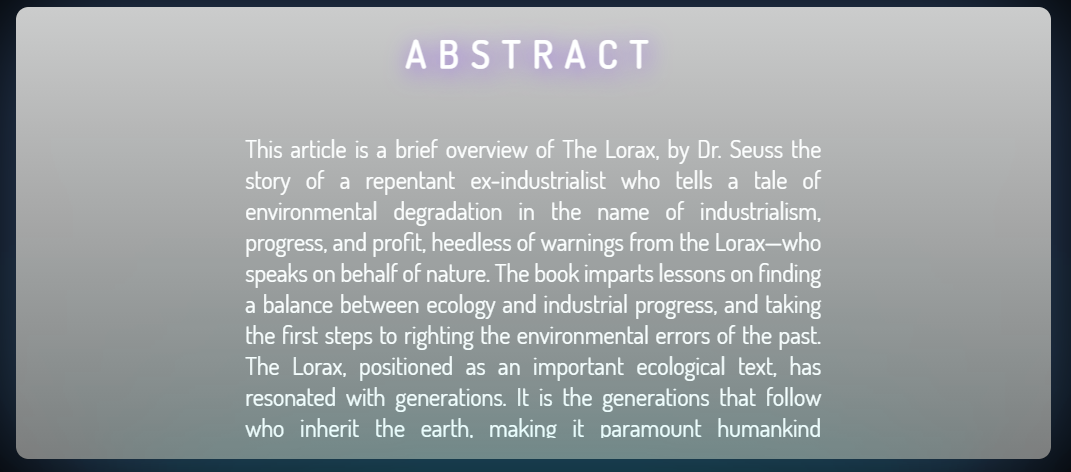 ABSTRACT
This article is a brief overview of The Lorax, by Dr. Seuss the
story of a repentant ex-industrialist who tells a tale of
environmental degradation in the name of industrialism,
progress, and profit, heedless of warnings from the Lorax—who
speaks on behalf of nature. The book imparts lessons on finding
a balance between ecology and industrial progress, and taking
the first steps to righting the environmental errors of the past.
The Lorax, positioned as an important ecological text, has
resonated with generations. It is the generations that follow
who inherit the earth, making it paramount humankind